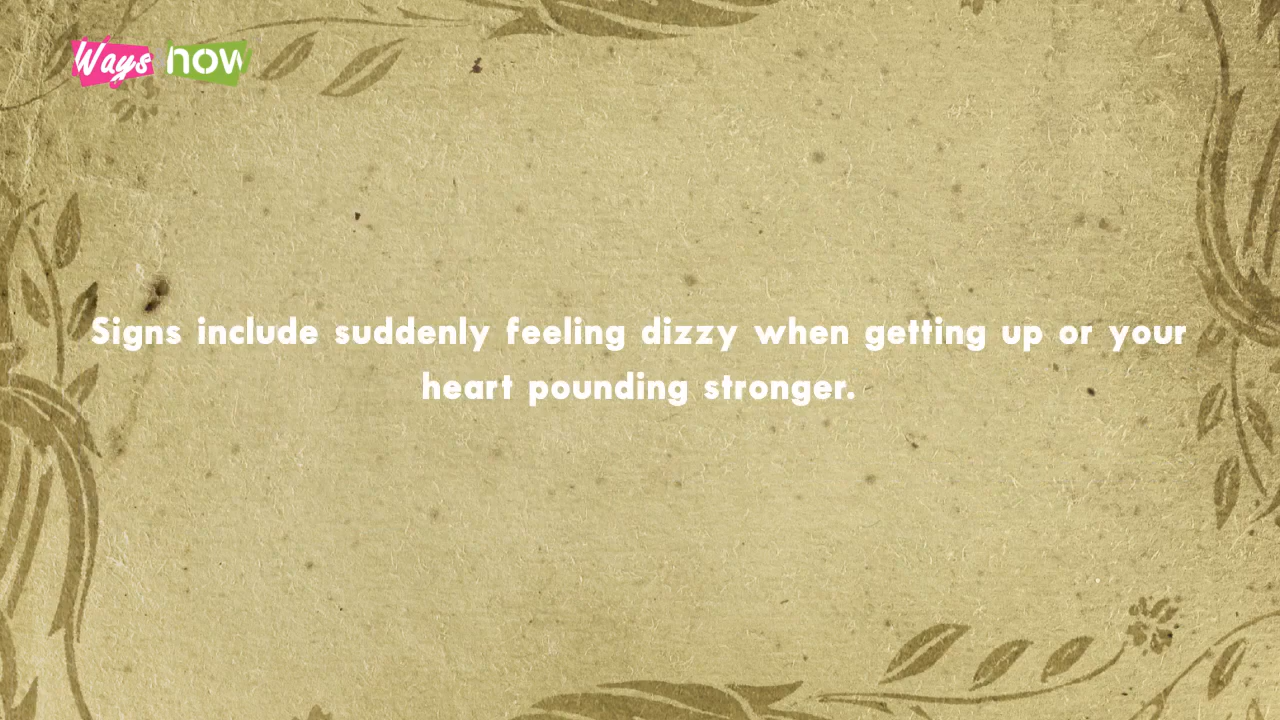 Ways now
Signs include suddenly feeling dizzy when getting up or your
heart pounding stronger.